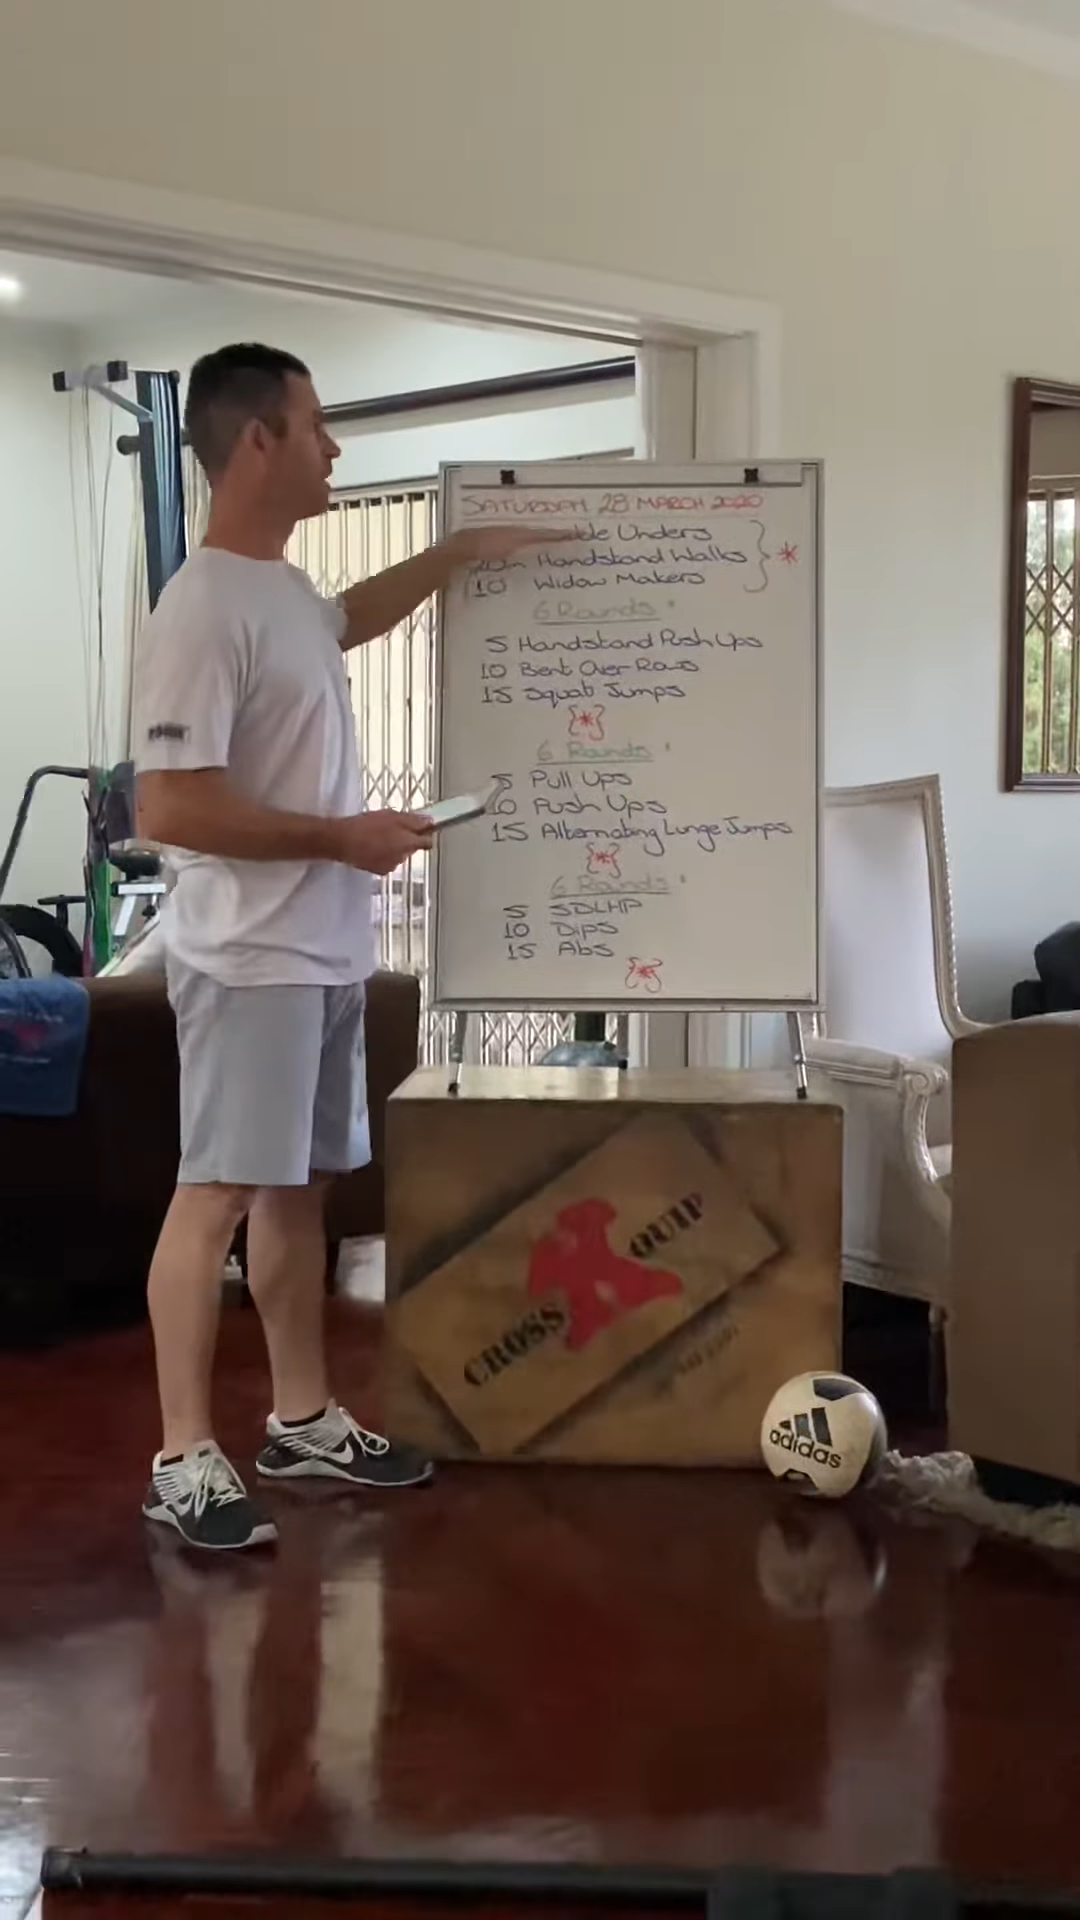 SATURDAY 28 MARCH 2020
Unders
Handstand Walks
10 Widow Makers
} *
6 Rounds
5 Handstand Push Ups
10 Bent Over Rows
15 Squat Jumps
{*}
6 Rounds
5 Pull Ups
10 Push Ups
15 Alternating Lunge Jumps
{*}
6 Rounds
5 SDLHP
10 Dips
15 Abs
{*}
CROSS QUIP
adidas